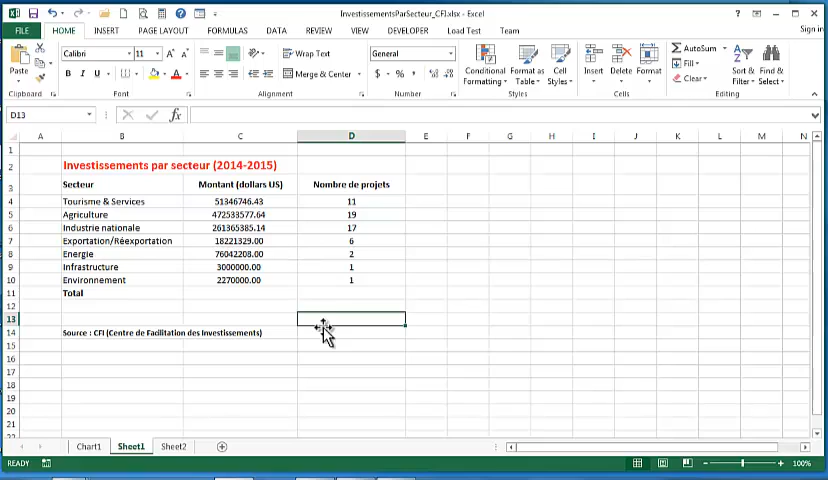 InvestissementsParSecteur_CFI.xlsx - Excel
Sign in
FILE HOME INSERT PAGE LAYOUT FORMULAS DATA REVIEW VIEW DEVELOPER Load Test Team
Calibri 11 Wrap Text General AutoSum
Paste Merge & Center Conditional Formatting Format as Table Cell Styles Insert Delete Format Fill Clear Sort & Filter Find & Select
Clipboard Font Alignment Number Styles Cells Editing
D13
A B C D E F G H I J K L M N
1
2 Investissements par secteur (2014-2015)
3 Secteur Montant (dollars US) Nombre de projets
4 Tourisme & Services 51346746.43 11
5 Agriculture 472533577.64 19
6 Industrie nationale 261365385.14 17
7 Exportation/Réexportation 18221329.00 6
8 Energie 76042208.00 2
9 Infrastructure 3000000.00 1
10 Environnement 2270000.00 1
11 Total
12
13
14 Source : CFI (Centre de Facilitation des Investissements)
15
16
17
18
19
20
21
Chart1 Sheet1 Sheet2
READY 100%